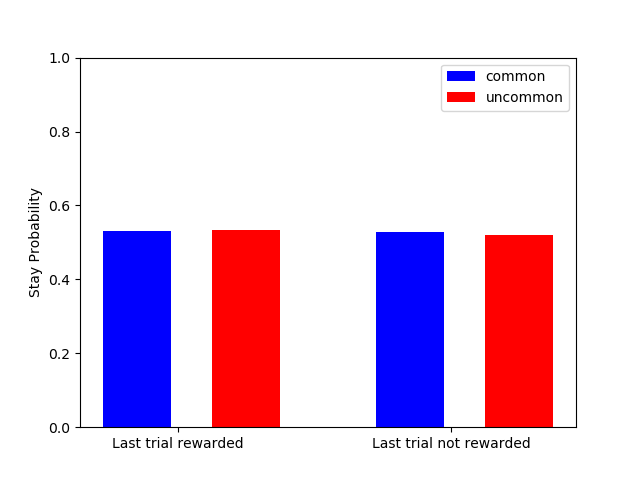 1.0
0.8
0.6
0.4
0.2
0.0
Stay Probability
common
uncommon
Last trial rewarded
Last trial not rewarded